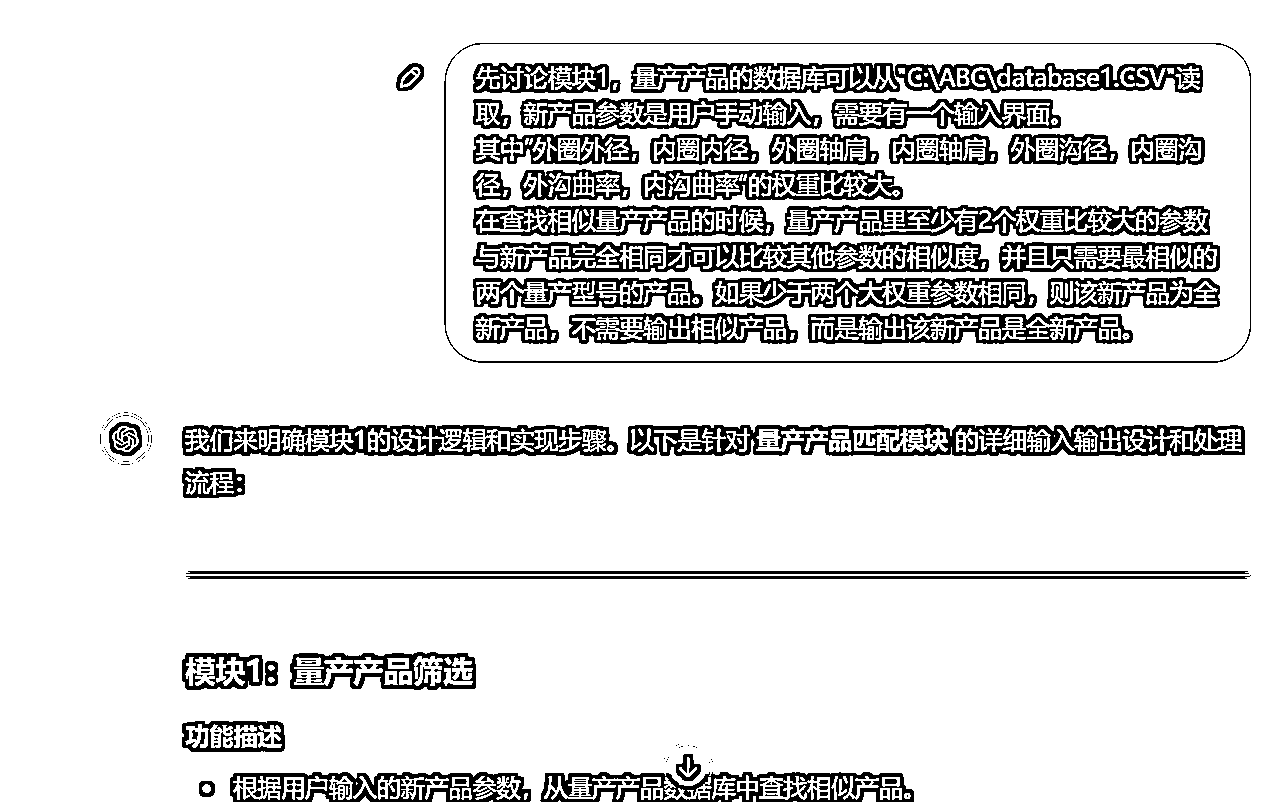 先讨论模块1，量产产品的数据库可以从"C:\ABC\database1.CSV"读
取，新产品参数是用户手动输入，需要有一个输入界面。
其中"外圈外径，内圈内径，外圈轴肩，内圈轴肩，外圈沟径，内圈沟
径，外沟曲率，内沟曲率"的权重比较大。
在查找相似量产产品的时候，量产产品里至少有2个权重比较大的参数
与新产品完全相同才可以比较其他参数的相似度，并且只需要最相似的
两个量产型号的产品。如果少于两个大权重参数相同，则该新产品为全
新产品，不需要输出相似产品，而是输出该新产品是全新产品。
我们来明确模块1的设计逻辑和实现步骤。以下是针对 量产产品匹配模块 的详细输入输出设计和处理
流程：
模块1：量产产品筛选
功能描述
根据用户输入的新产品参数，从量产产品数据库中查找相似产品。